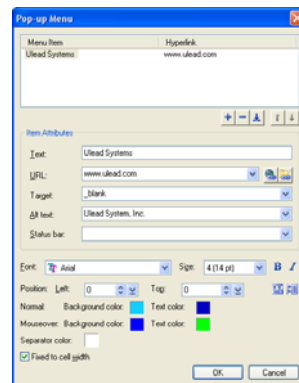 Pop-up Menu
Menu Item Hyperlink
Ulead Systems www.ulead.com
Item Attributes
Text: Ulead Systems
URL: www.ulead.com
Target: _blank
Alt text: Ulead System, Inc.
Status bar:
Font: Arial Size: 4 (14 pt) B I
Position: Left: 0 Top: 0
Normal: Background color: Text color:
Mouseover: Background color: Text color:
Separator color:
Fixed to cell width
OK Cancel